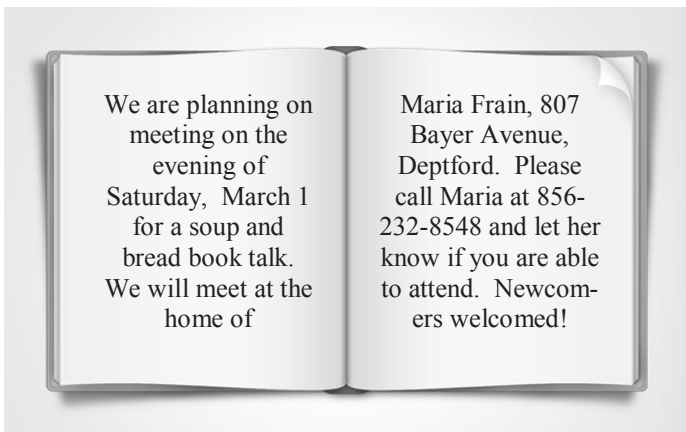 We are planning on
meeting on the
evening of
Saturday,  March 1
for a soup and
bread book talk.
We will meet at the
home of
Maria Frain, 807
Bayer Avenue,
Deptford.  Please
call Maria at 856-
232-8548 and let her
know if you are able
to attend.  Newcom-
ers welcomed!